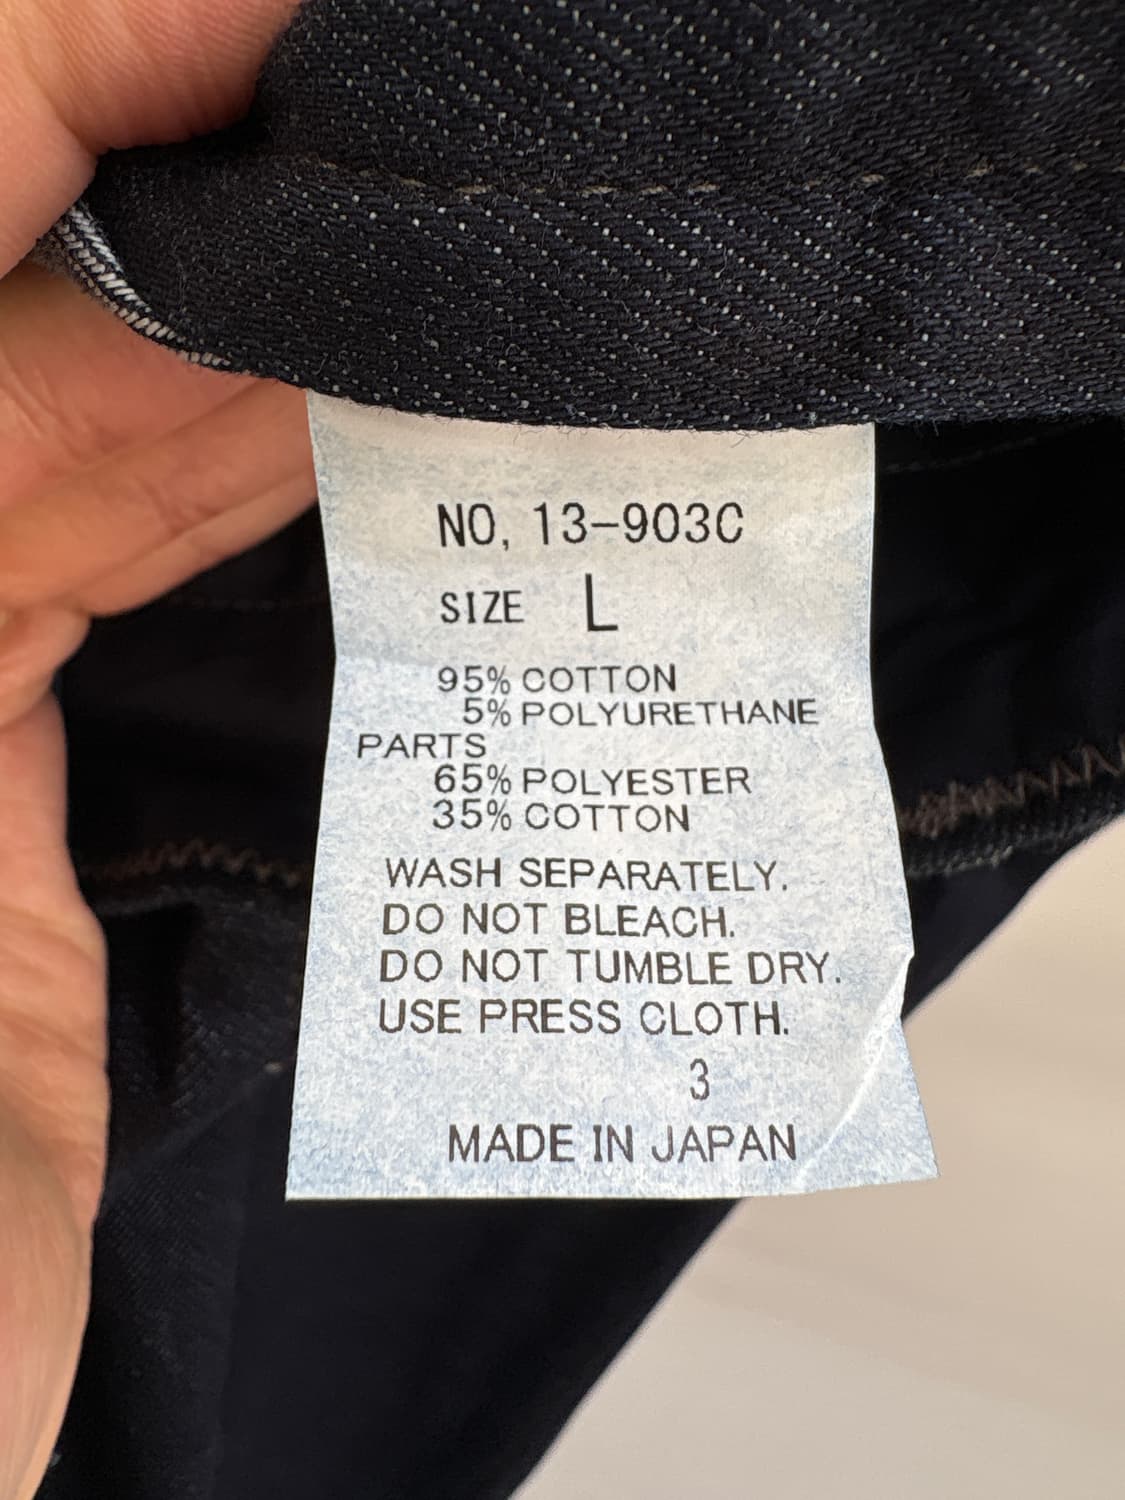 NO, 13-903C
SIZE L
95% COTTON
5% POLYURETHANE
PARTS
65% POLYESTER
35% COTTON
WASH SEPARATELY.
DO NOT BLEACH.
DO NOT TUMBLE DRY.
USE PRESS CLOTH.
3
MADE IN JAPAN